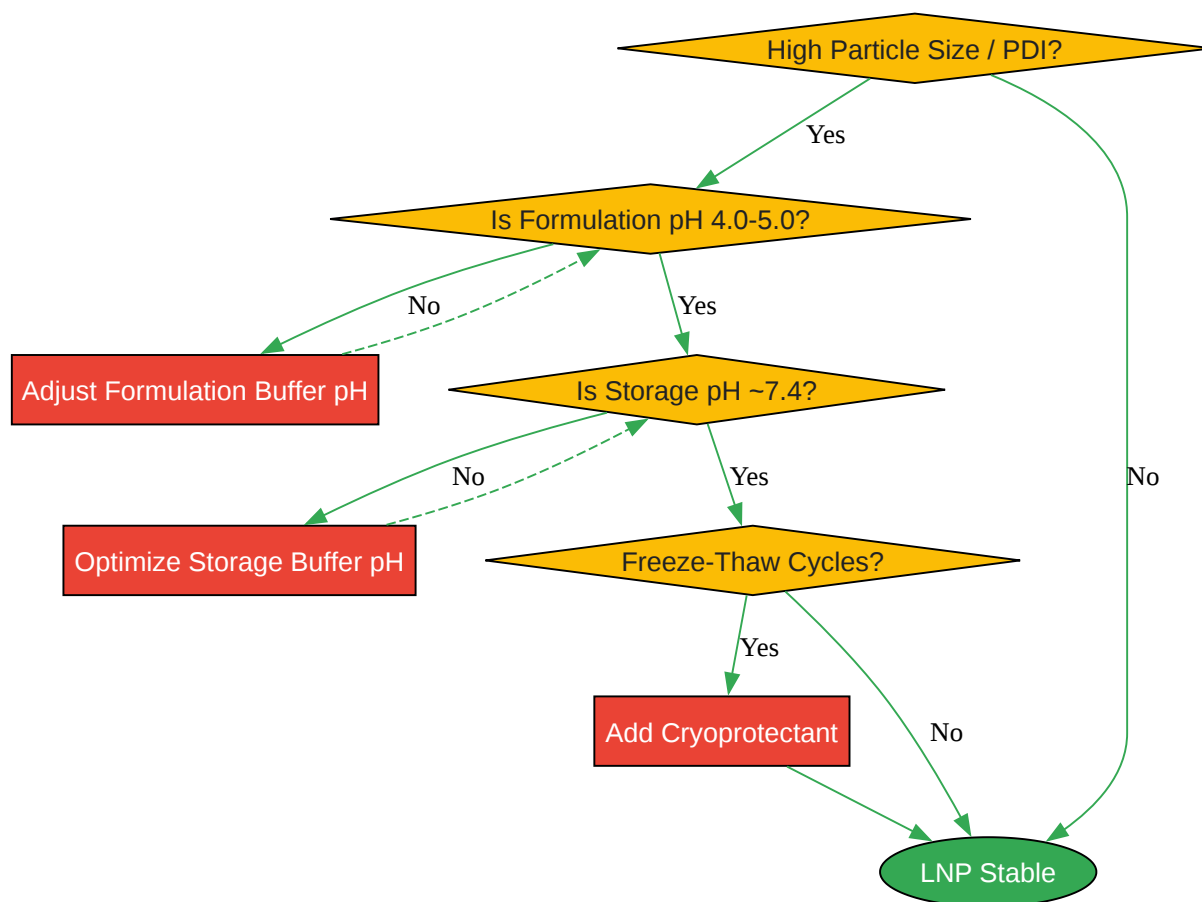 High Particle Size / PDI?
Yes
Is Formulation pH 4.0-5.0?
No
Yes
Adjust Formulation Buffer pH
Is Storage pH ~7.4?
No
Yes
No
Optimize Storage Buffer pH
Freeze-Thaw Cycles?
Yes
Add Cryoprotectant
No
LNP Stable